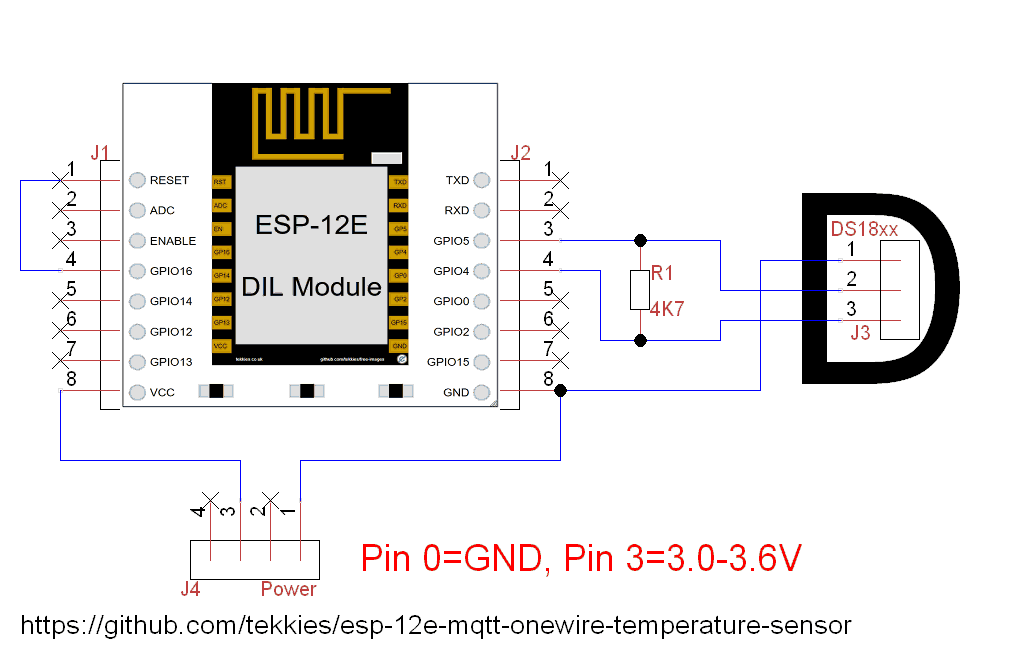 J1
1
2
3
4
5
6
7
8
RESET
ADC
ENABLE
GPIO16
GPIO14
GPIO12
GPIO13
VCC
RST
ADC
EN
GP16
GP14
GP12
GP13
VCC
ESP-12E
DIL Module
tekkies.co.uk
github.com/tekkies/free-images
TXD
RXD
GP5
GP4
GP0
GP2
GP15
GND
TXD
RXD
GPIO5
GPIO4
GPIO0
GPIO2
GPIO15
GND
J2
1
2
3
4
5
6
7
8
R1
4K7
DS18xx
1
2
3
J3
D
4
3
2
1
J4 Power
Pin 0=GND, Pin 3=3.0-3.6V
https://github.com/tekkies/esp-12e-mqtt-onewire-temperature-sensor